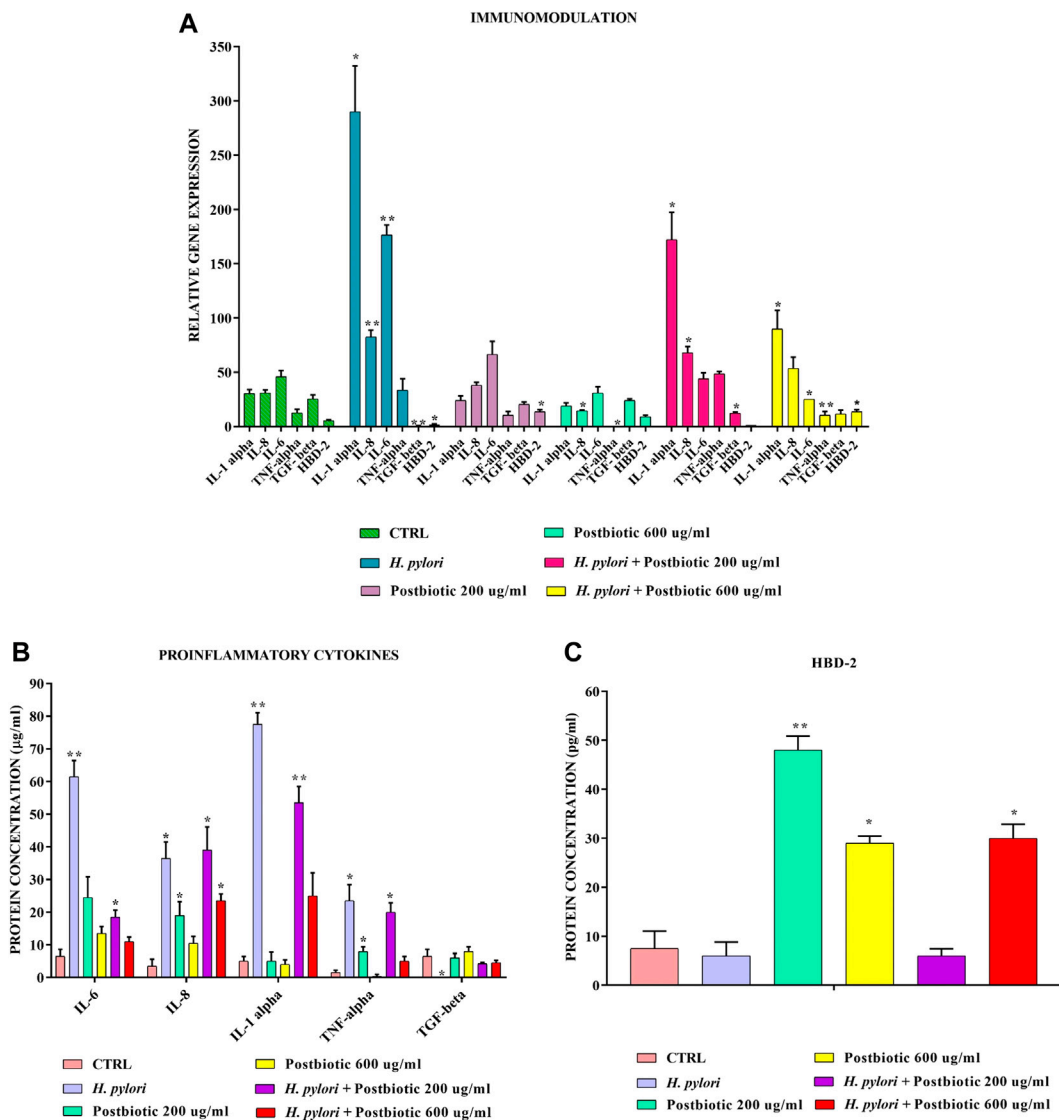 A
IMMUNOMODULATION
RELATIVE GENE EXPRESSION
350
300
250
200
150
100
50
0
*
**
**
**
*
*
*
*
*
*
*
*
*
**
*
IL-1 alpha
IL-8
IL-6
TNF-alpha
TGF-beta
HBD-2
IL-1 alpha
IL-8
IL-6
TNF-alpha
TGF- beta
HBD-2
IL-1 alpha
IL-8
IL-6
TNF-alpha
TGF- beta
HBD-2
IL-1 alpha
IL-8
IL-6
TNF-alpha
TGF-beta
HBD-2
IL-1 alpha
IL-8
IL-6
TNF-alpha
TGF- beta
HBD-2
IL-1 alpha
IL-8
IL-6
TNF-alpha
TGF- beta
HBD-2
CTRL
H. pylori
Postbiotic 200 ug/ml
Postbiotic 600 ug/ml
H. pylori + Postbiotic 200 ug/ml
H. pylori + Postbiotic 600 ug/ml
B
PROINFLAMMATORY CYTOKINES
PROTEIN CONCENTRATION (µg/ml)
90
80
70
60
50
40
30
20
10
0
**
*
*
*
*
*
**
**
*
*
*
*
IL-6
IL-8
IL-1 alpha
TNF-alpha
TGF-beta
CTRL
H. pylori
Postbiotic 200 ug/ml
Postbiotic 600 ug/ml
H. pylori + Postbiotic 200 ug/ml
H. pylori + Postbiotic 600 ug/ml
C
HBD-2
PROTEIN CONCENTRATION (pg/ml)
60
50
40
30
20
10
0
**
*
*
CTRL
H. pylori
Postbiotic 200 ug/ml
Postbiotic 600 ug/ml
H. pylori + Postbiotic 200 ug/ml
H. pylori + Postbiotic 600 ug/ml